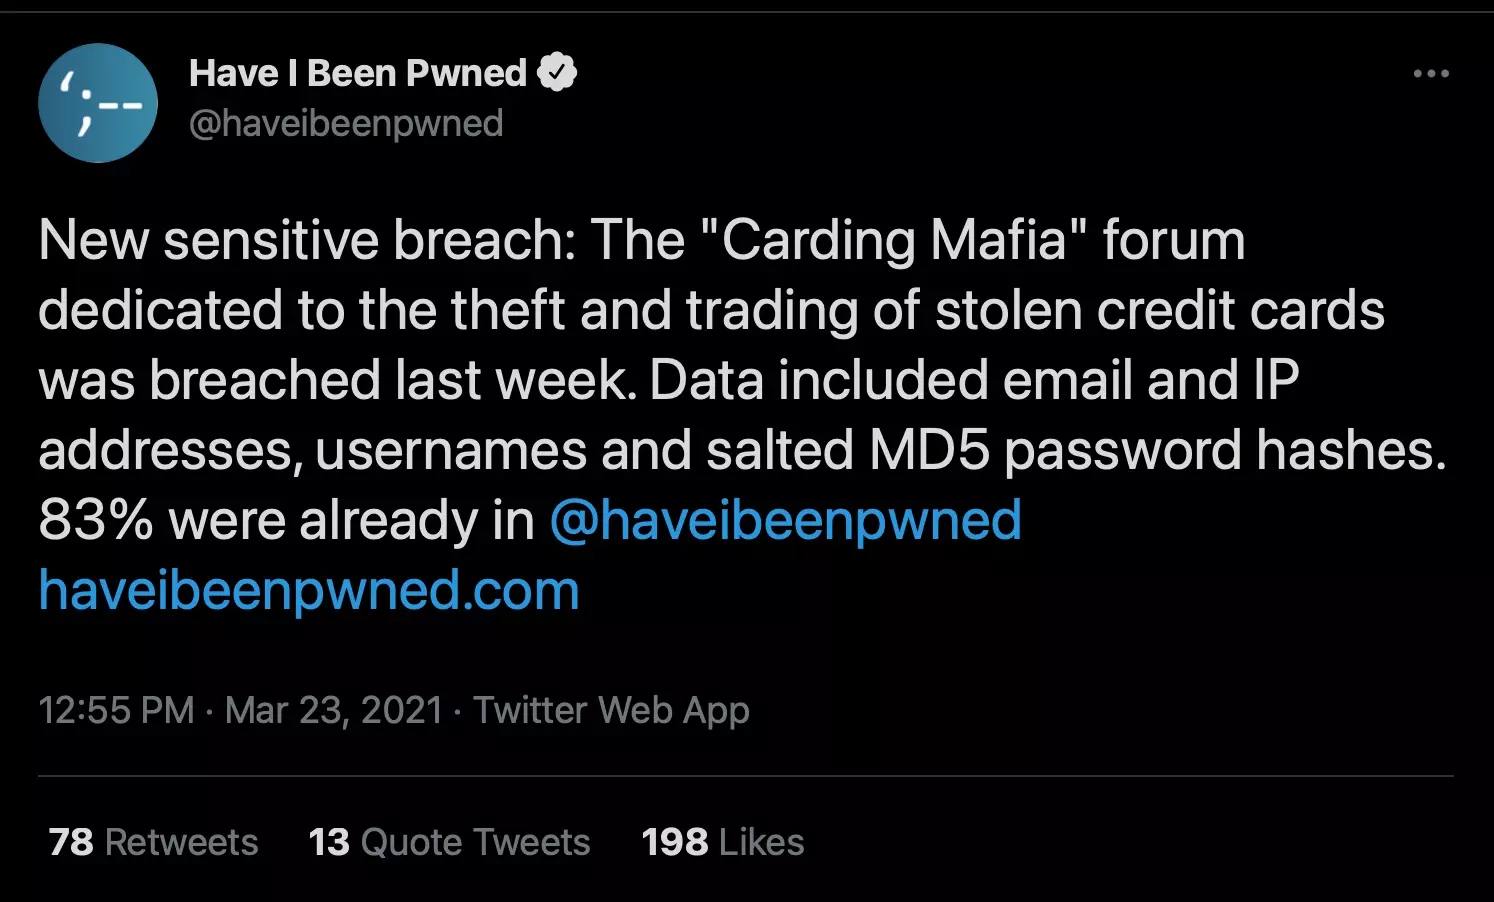 Have I Been Pwned
@haveibeenpwned
New sensitive breach: The "Carding Mafia" forum
dedicated to the theft and trading of stolen credit cards
was breached last week. Data included email and IP
addresses, usernames and salted MD5 password hashes.
83% were already in @haveibeenpwned
haveibeenpwned.com
12:55 PM · Mar 23, 2021 · Twitter Web App
78 Retweets 13 Quote Tweets 198 Likes